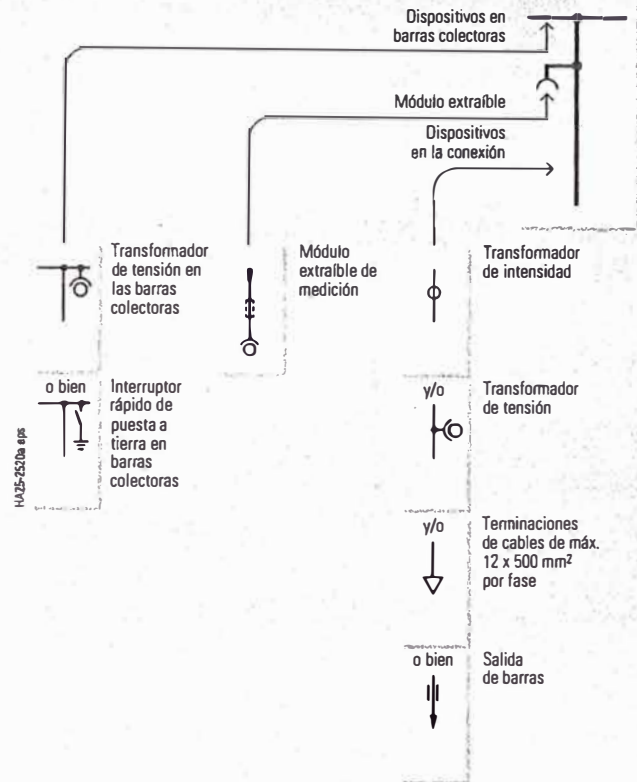 Dispositivos en
barras colectoras
Módulo extraíble
Dispositivos
en la conexión
Transformador
de tensión en
las barras
colectoras
Módulo
extraíble de
medición
Transformador
de intensidad
o bien
Interruptor
rápido de
puesta a
tierra en
barras
colectoras
y/o
Transformador
de tensión
y/o
Terminaciones
de cables de máx.
12 x 500 mm²
por fase
o bien
Salida
de barras
HA25-2520a eps